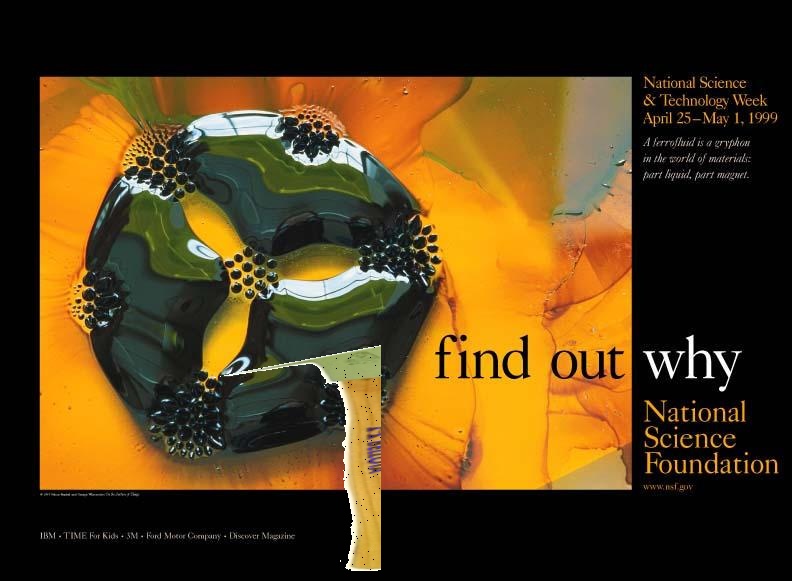 National Science
& Technology Week
April 25–May 1, 1999
A ferrofluid is a gryphon
in the world of materials:
part liquid, part magnet.
find out why
National
Science
Foundation
www.nsf.gov
IBM • TIME For Kids • 3M • Ford Motor Company • Discover Magazine